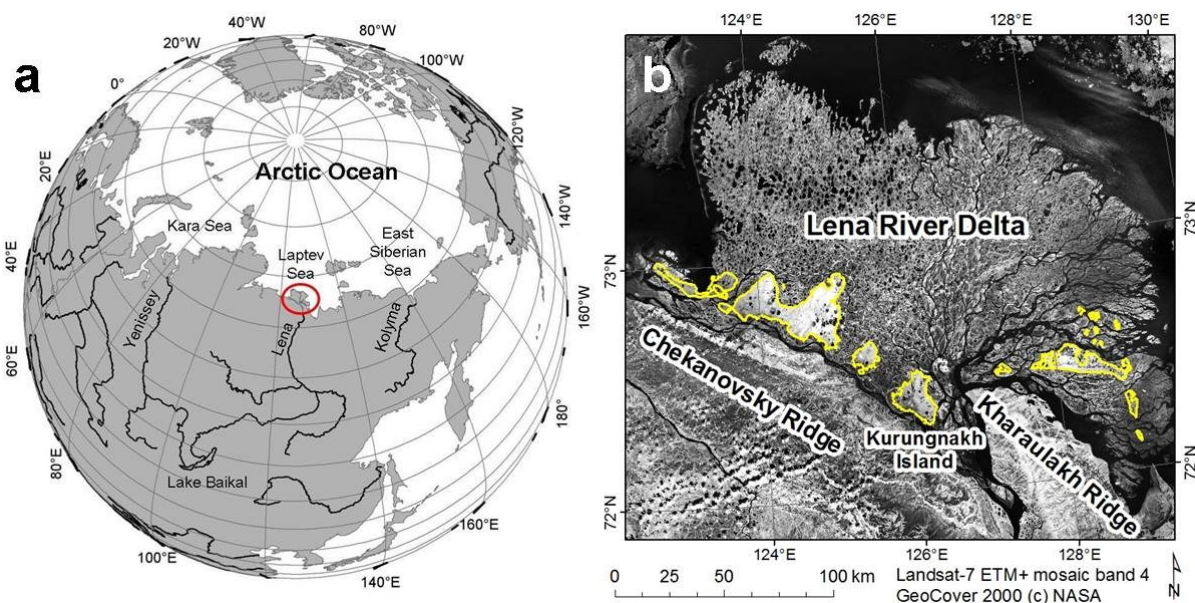 a
40°W
20°W
0°
20°E
40°E
60°E
80°E
100°E
80°W
100°W
120°W
140°W
160°W
180°
160°E
140°E
Arctic Ocean
Kara Sea
Laptev
Sea
East
Siberian
Sea
Yenissey
Lena
Kolyma
Lake Baikal
b
124°E
126°E
128°E
130°E
73°N
72°N
73°N
72°N
Lena River Delta
Chekanovsky Ridge
Kurungnakh
Island
Kharaulakh Ridge
124°E
126°E
128°E
0 25 50 100 km
Landsat-7 ETM+ mosaic band 4
GeoCover 2000 (c) NASA
N